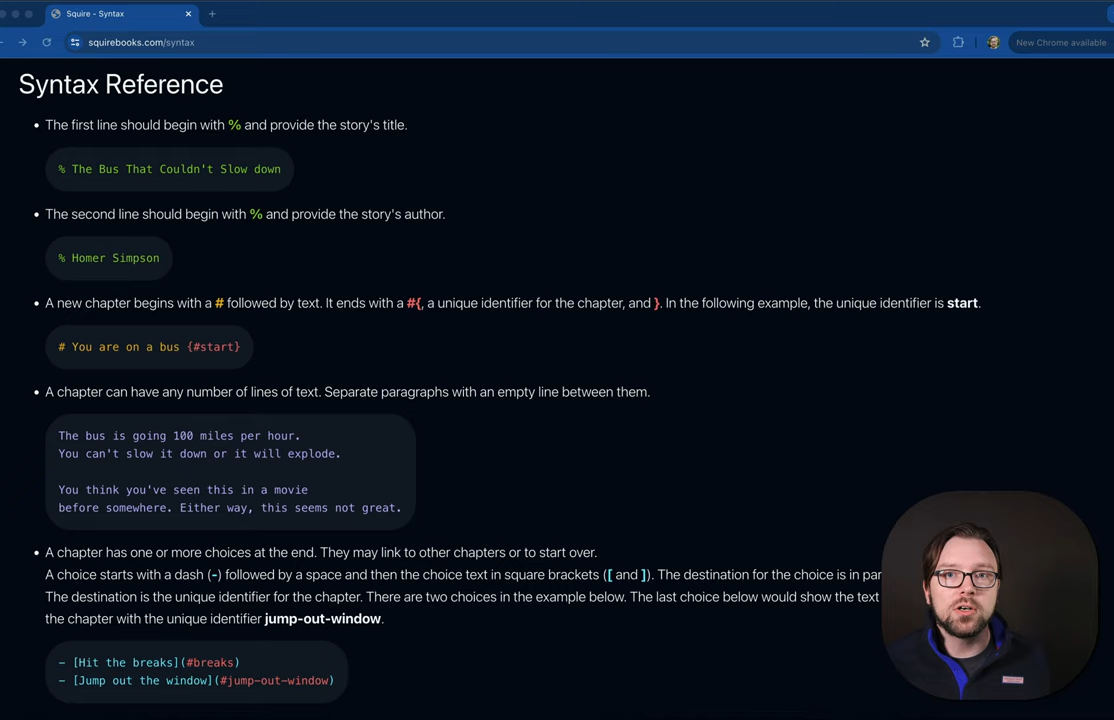 Squire - Syntax
squirebooks.com/syntax
New Chrome available
Syntax Reference
• The first line should begin with % and provide the story's title.
% The Bus That Couldn't Slow down
• The second line should begin with % and provide the story's author.
% Homer Simpson
• A new chapter begins with a # followed by text. It ends with a #{, a unique identifier for the chapter, and }. In the following example, the unique identifier is start.
# You are on a bus {#start}
• A chapter can have any number of lines of text. Separate paragraphs with an empty line between them.
The bus is going 100 miles per hour.
You can't slow it down or it will explode.
You think you've seen this in a movie
before somewhere. Either way, this seems not great.
• A chapter has one or more choices at the end. They may link to other chapters or to start over.
A choice starts with a dash (-) followed by a space and then the choice text in square brackets ([ and ]). The destination for the choice is in par
The destination is the unique identifier for the chapter. There are two choices in the example below. The last choice below would show the text
the chapter with the unique identifier jump-out-window.
- [Hit the breaks](#breaks)
- [Jump out the window](#jump-out-window)